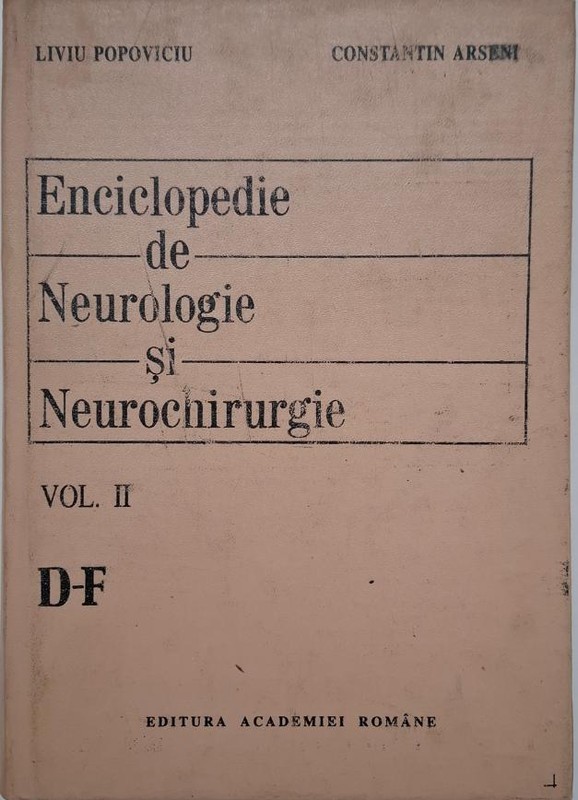 LIVIU POPOVICIU CONSTANTIN ARSENI
Enciclopedie
de
Neurologie
și
Neurochirurgie
VOL. II
D-F
EDITURA ACADEMIEI ROMÂNE